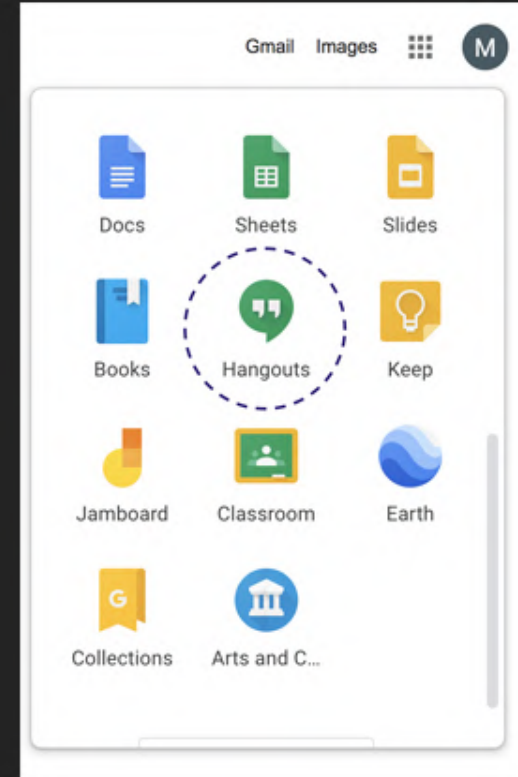 Gmail Images M
Docs Sheets Slides
Books Hangouts Keep
Jamboard Classroom Earth
G
Collections Arts and C...